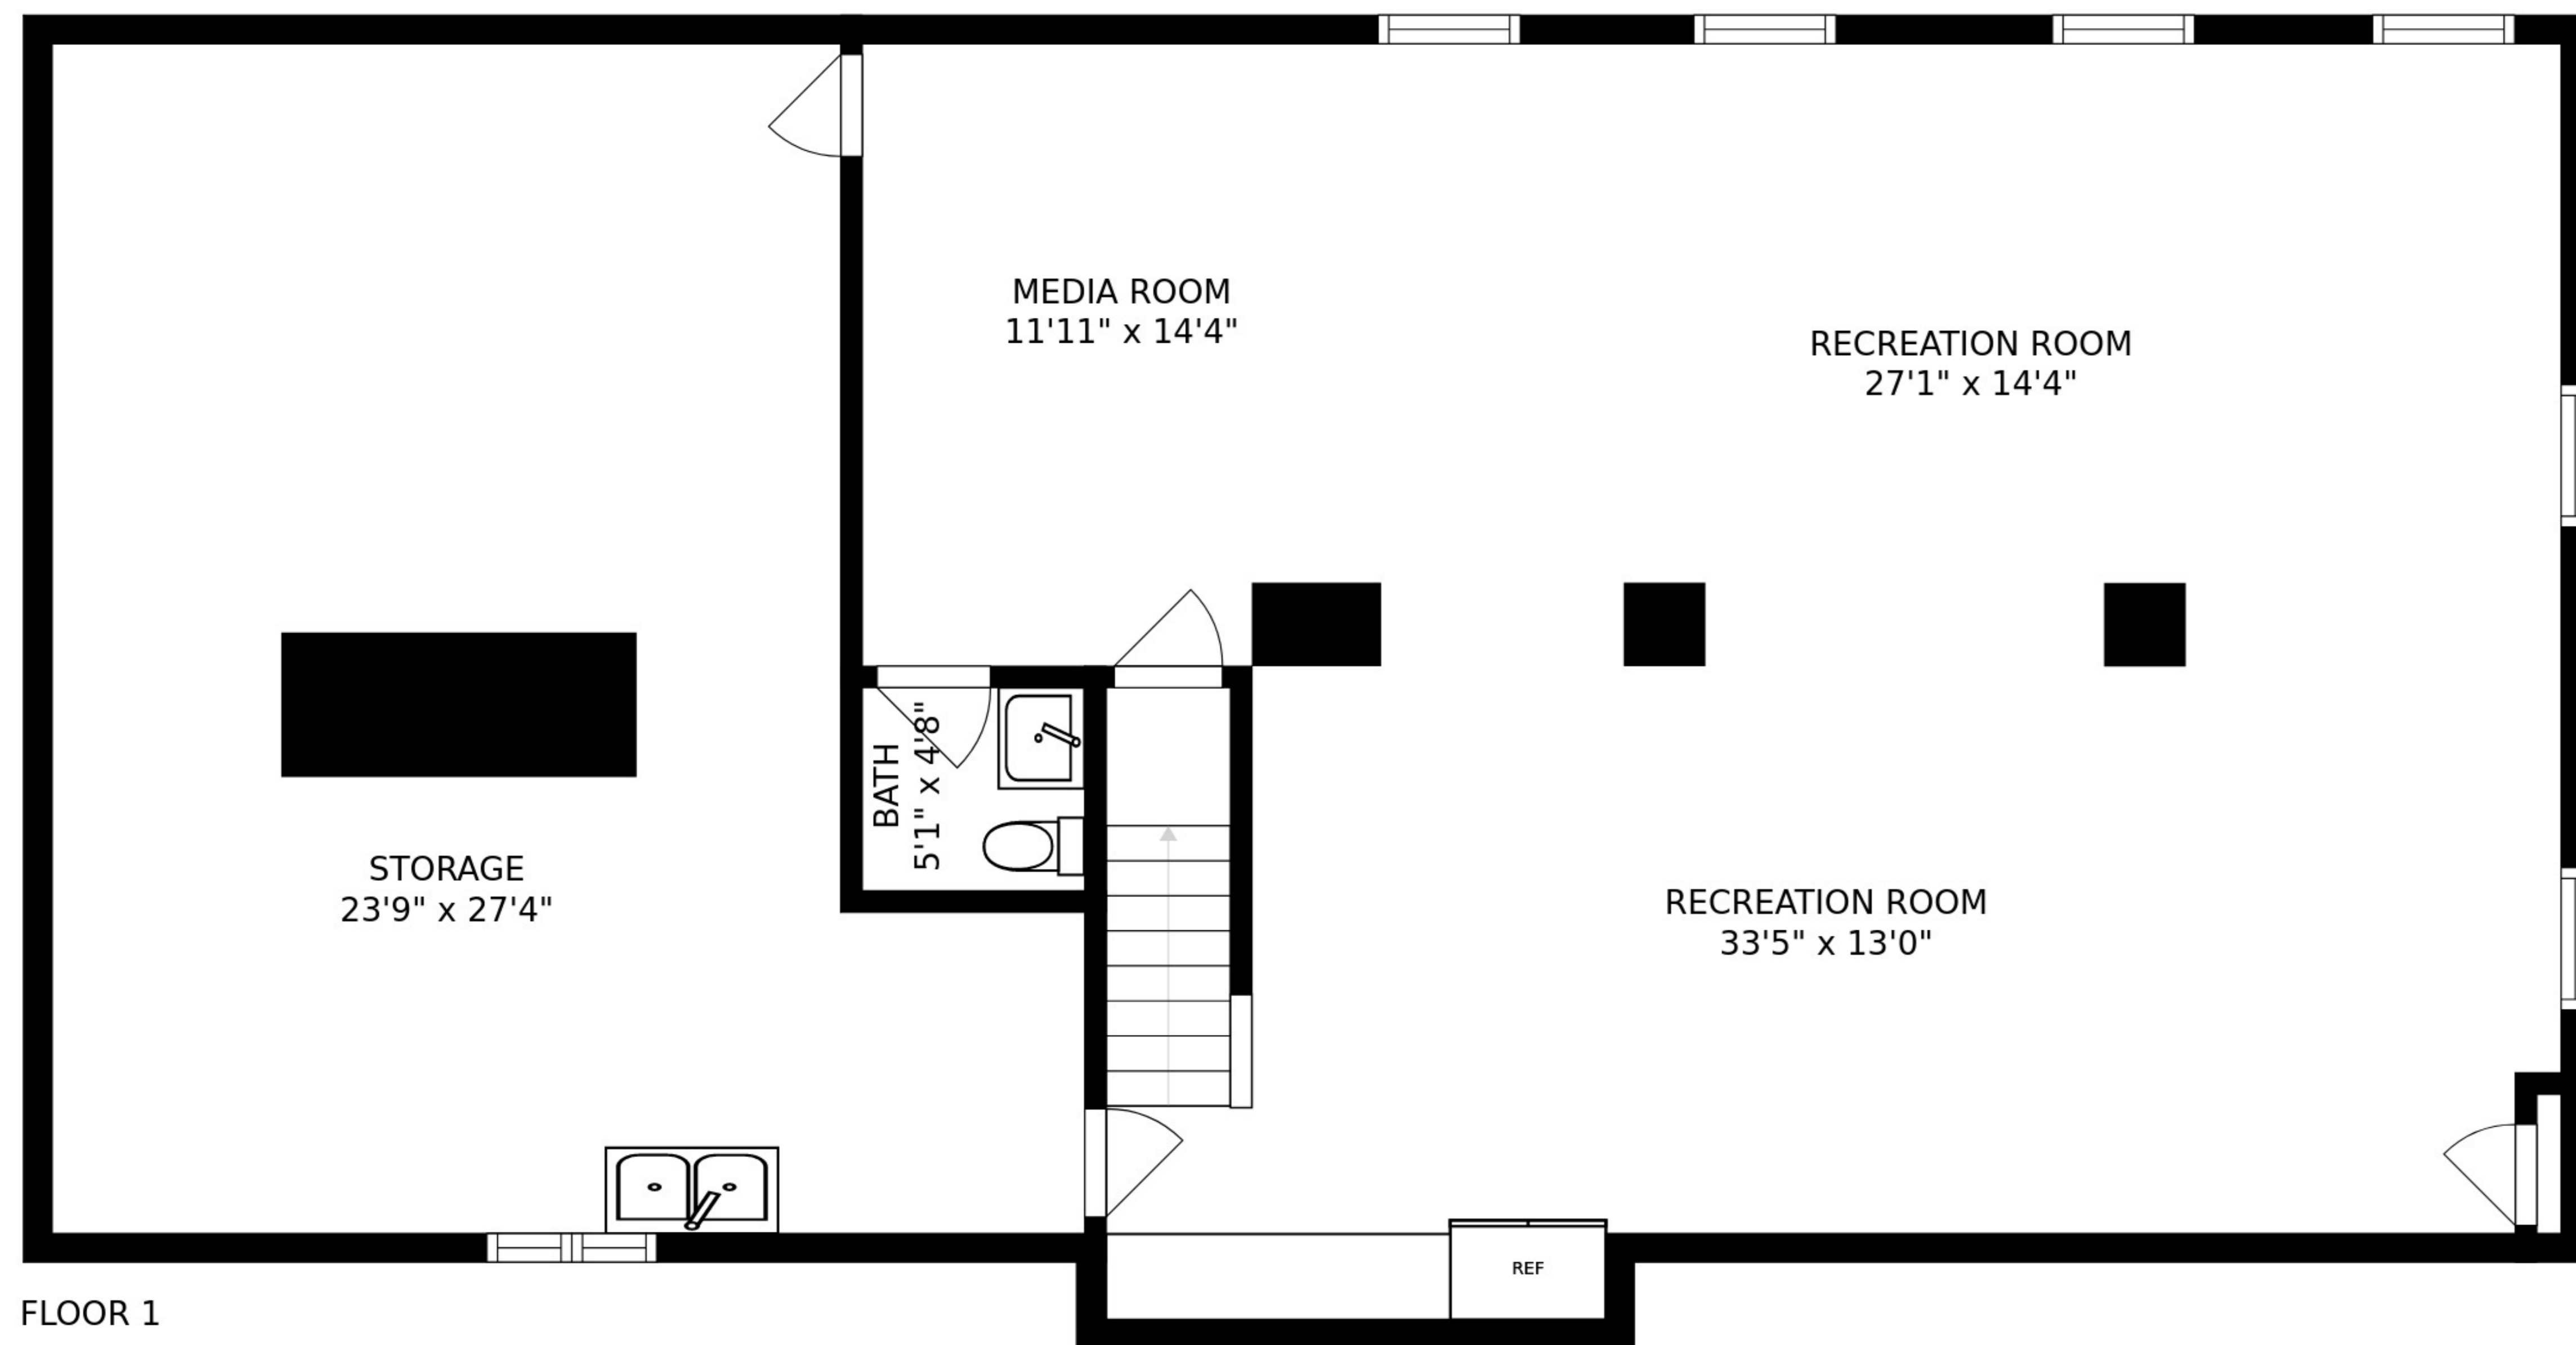 MEDIA ROOM
11'11" x 14'4"
RECREATION ROOM
27'1" x 14'4"
BATH
5'1" x 4'8"
STORAGE
23'9" x 27'4"
RECREATION ROOM
33'5" x 13'0"
REF
FLOOR 1